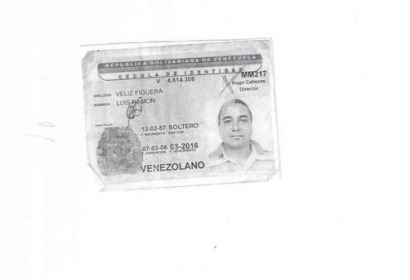 REPUBLICA BOLIVARIANA DE VENEZUELA
CEDULA DE IDENTIDAD
V 4.614.308
MM217
Hugo Cabezas
Director
APELLIDOS VELIZ FIGUERA
NOMBRES LUIS RAMON
13-02-57 SOLTERO
F. NACIMIENTO EDO CIVIL
07-03-06 03-2016
F. EXPEDICION F. VENCIMIENTO
VENEZOLANO